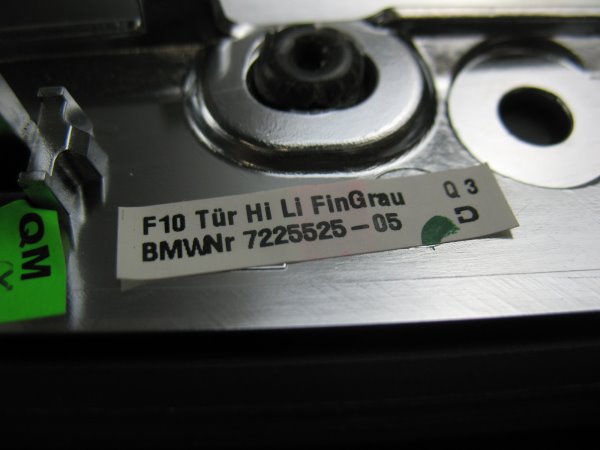 F10 Tür Hi Li FinGrau Q 3
BMWNr 7225525-05 D
QM